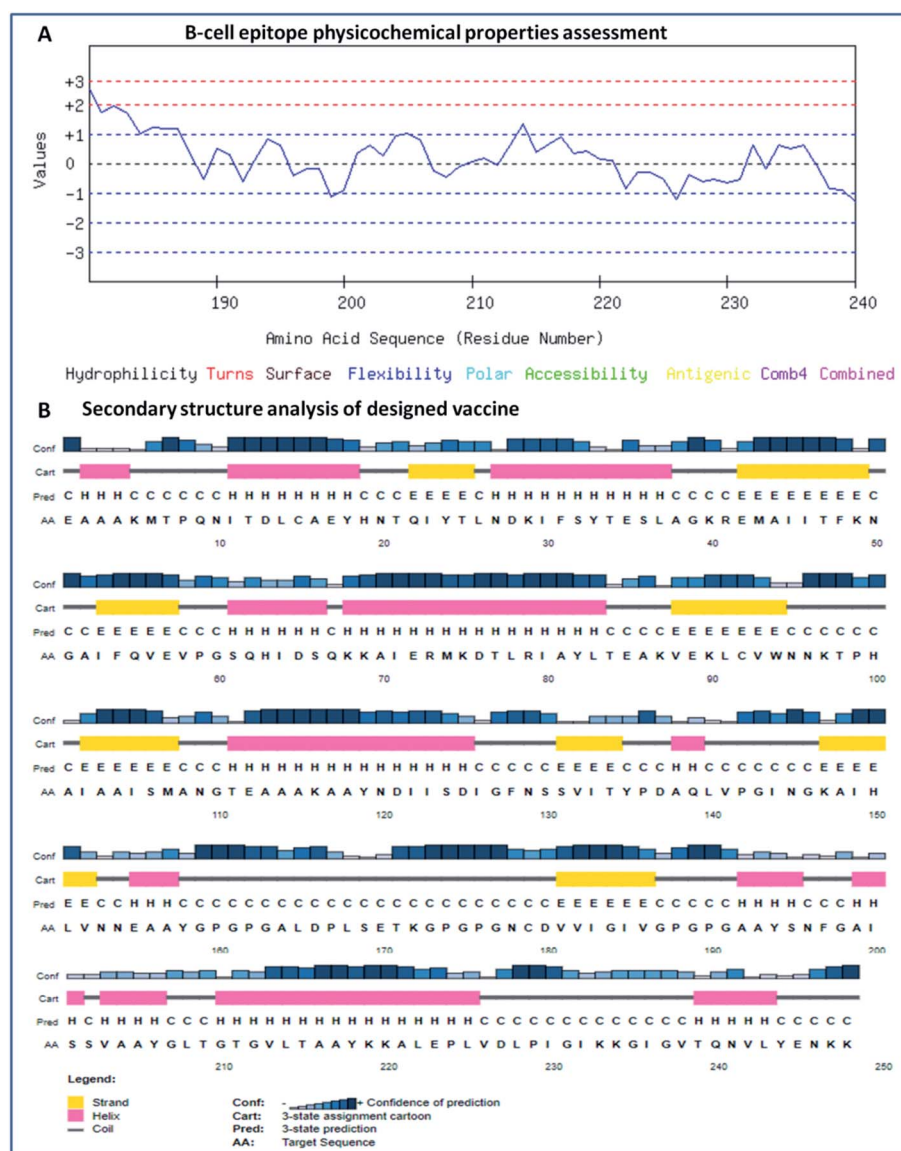 A B-cell epitope physicochemical properties assessment
Values
+3
+2
+1
0
-1
-2
-3
190 200 210 220 230 240
Amino Acid Sequence (Residue Number)
Hydrophilicity Turns Surface Flexibility Polar Accessibility Antigenic Comb4 Combined
B Secondary structure analysis of designed vaccine
Conf
Cart
Pred C H H H C C C C C C H H H H H H H H C C C E E E E C H H H H H H H H H H H C C C C E E E E E E E E C
AA E A A A K M T P Q N I T D L C A E Y H N T Q I Y T L N D K I F S Y T E S L A G K R E M A I I T F K N
10 20 30 40 50
Conf
Cart
Pred C C E E E E E C C C H H H H H H C H H H H H H H H H H H H H H H H C C C C E E E E E E E C C C C C C
AA G A I F Q V E V P G S Q H I D S Q K K A I E R M K D T L R I A Y L T E A K V E K L C V W N N K T P H
60 70 80 90 100
Conf
Cart
Pred C E E E E E E C C C H H H H H H H H H H H H H H H C C C C C E E E E C C C H H C C C C C C C E E E E
AA A I A A I S M A N G T E A A A K A A Y N D I I S D I G F N S S V I T Y P D A Q L V P G I N G K A I H
110 120 130 140 150
Conf
Cart
Pred E E C C H H H C C C C C C C C C C C C C C C C C C C C C C C E E E E E E C C C C C H H H H C C C H H
AA L V N N E A A Y G P G P G A L D P L S E T K G P G P G N C D V V I G I V G P G P G A A Y S N F G A I
160 170 180 190 200
Conf
Cart
Pred H C H H H H C C C H H H H H H H H H H H H H H H H C C C C C C C C C C C C C H H H H H C C C C C
AA S S V A A Y G L T G T G V L T A A Y K K A L E P L V D L P I G I K K G I G V T Q N V L Y E N K K
210 220 230 240 250
Legend:
Strand
Helix
Coil
Conf: - + Confidence of prediction
Cart: 3-state assignment cartoon
Pred: 3-state prediction
AA: Target Sequence